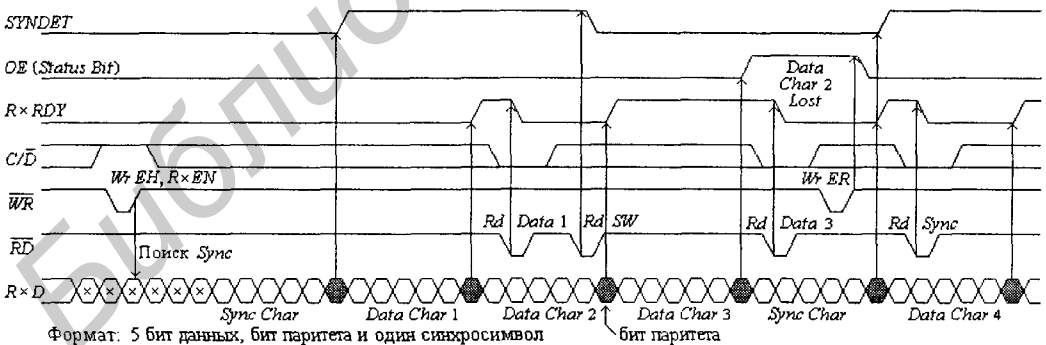 SYNDET
OE (Status Bit)
Data
Char 2
Lost
R×RDY
C/D̅
Wr EH, R×EN
Wr ER
W̅R̅
Rd Data 1 Rd SW Rd Data 3 Rd Sync
R̅D̅
Поиск Sync
R×D × × × × × ×
Sync Char Data Char 1 Data Char 2 Data Char 3 Sync Char Data Char 4
Формат: 5 бит данных, бит паритета и один синхросимвол бит паритета
Библио